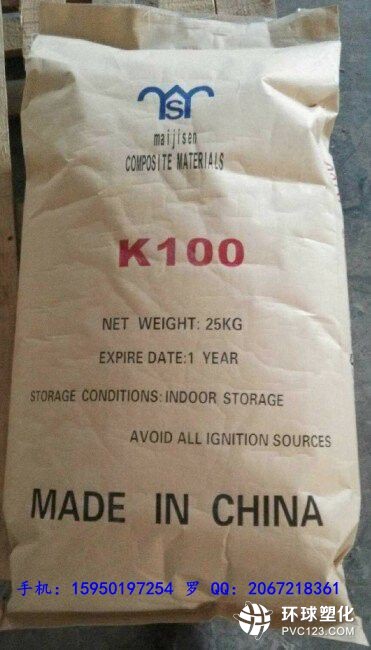 maijisen
COMPOSITE MATERIALS
K100
NET WEIGHT: 25KG
EXPIRE DATE:1 YEAR
STORAGE CONDITIONS: INDOOR STORAGE
AVOID ALL IGNITION SOURCES
MADE IN CHINA
手机：15950197254 罗 QQ：2067218361
环球塑化
PVC123.COM